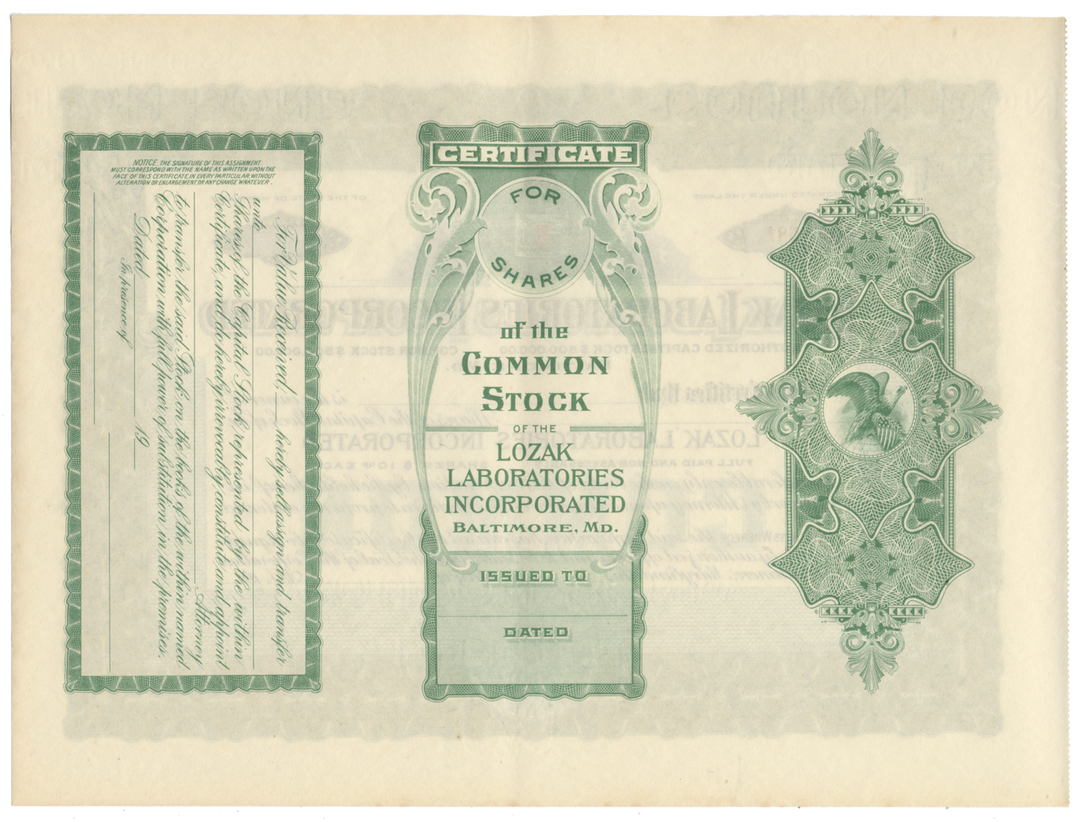 NOTICE. THE SIGNATURE OF THIS ASSIGNMENT
MUST CORRESPOND WITH THE NAME AS WRITTEN UPON THE
FACE OF THIS CERTIFICATE IN EVERY PARTICULAR WITHOUT
ALTERATION OR ENLARGEMENT OR ANY CHANGE WHATEVER.
For Value Received, hereby sell, assign and transfer
unto
Shares of the Capital Stock represented by the within
Certificate, and do hereby irrevocably constitute and appoint
Attorney
to transfer the said Stock on the books of the within named
Corporation with full power of substitution in the premises.
Dated 19
In presence of
CERTIFICATE
FOR
SHARES
of the
COMMON
STOCK
OF THE
LOZAK
LABORATORIES
INCORPORATED
BALTIMORE, MD.
ISSUED TO
DATED